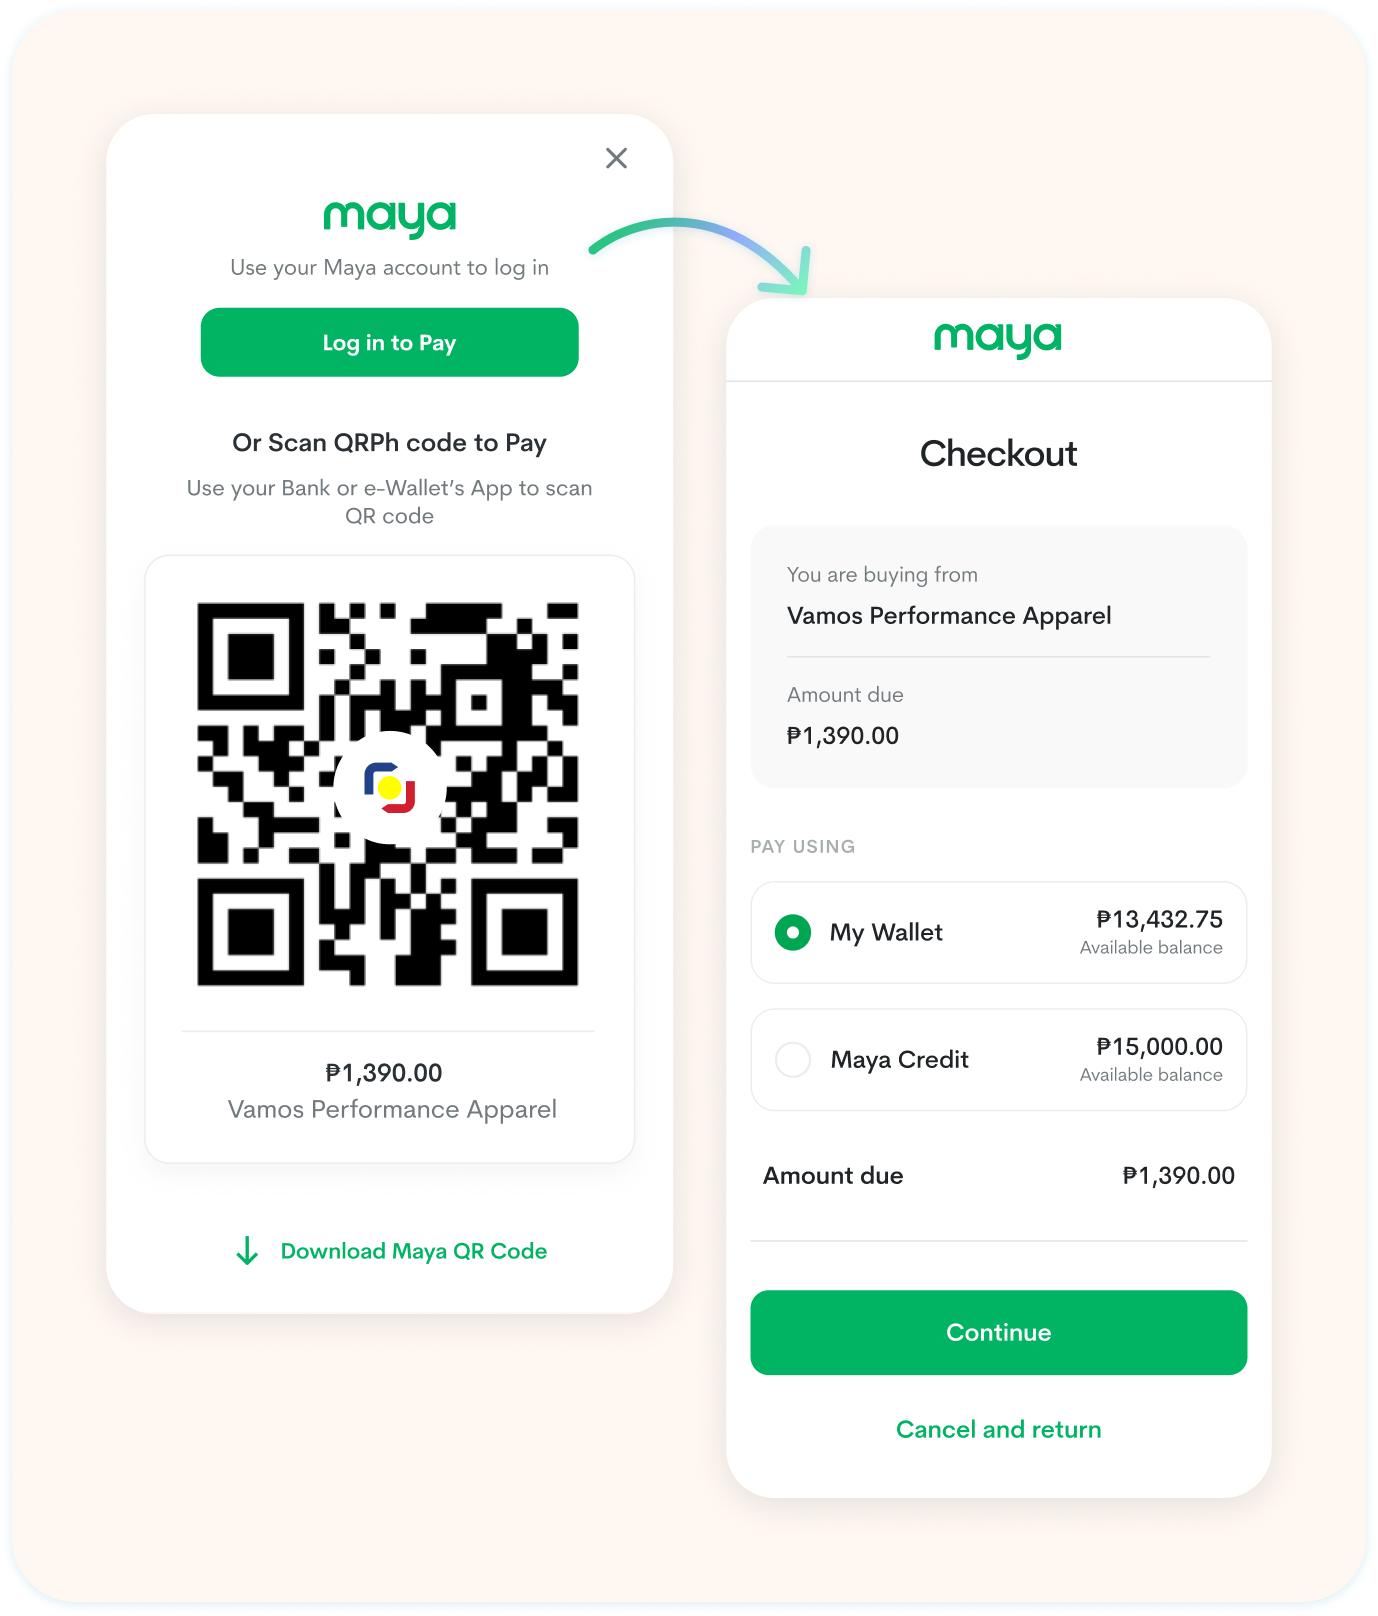 maya
Use your Maya account to log in
Log in to Pay
Or Scan QRPh code to Pay
Use your Bank or e-Wallet’s App to scan
QR code
₱1,390.00
Vamos Performance Apparel
Download Maya QR Code
maya
Checkout
You are buying from
Vamos Performance Apparel
Amount due
₱1,390.00
PAY USING
My Wallet
₱13,432.75
Available balance
Maya Credit
₱15,000.00
Available balance
Amount due ₱1,390.00
Continue
Cancel and return